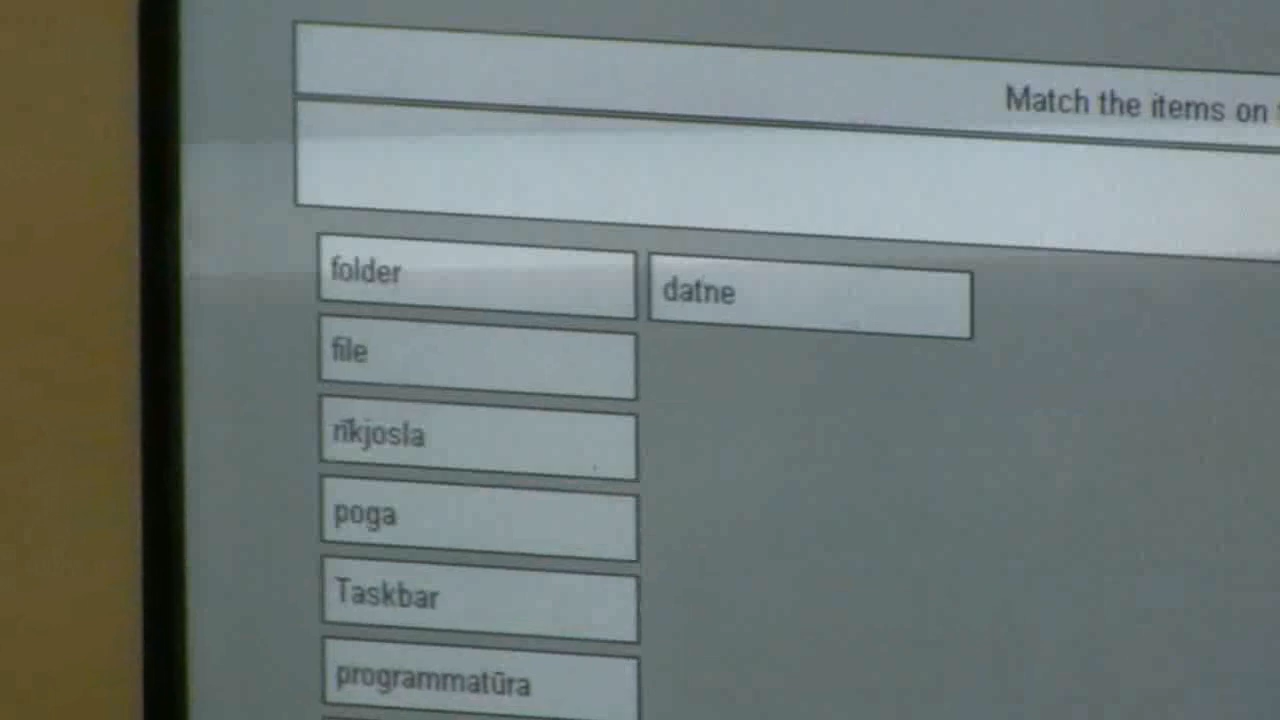 Match the items on
folder
datne
file
rīkjosla
poga
Taskbar
programmatūra